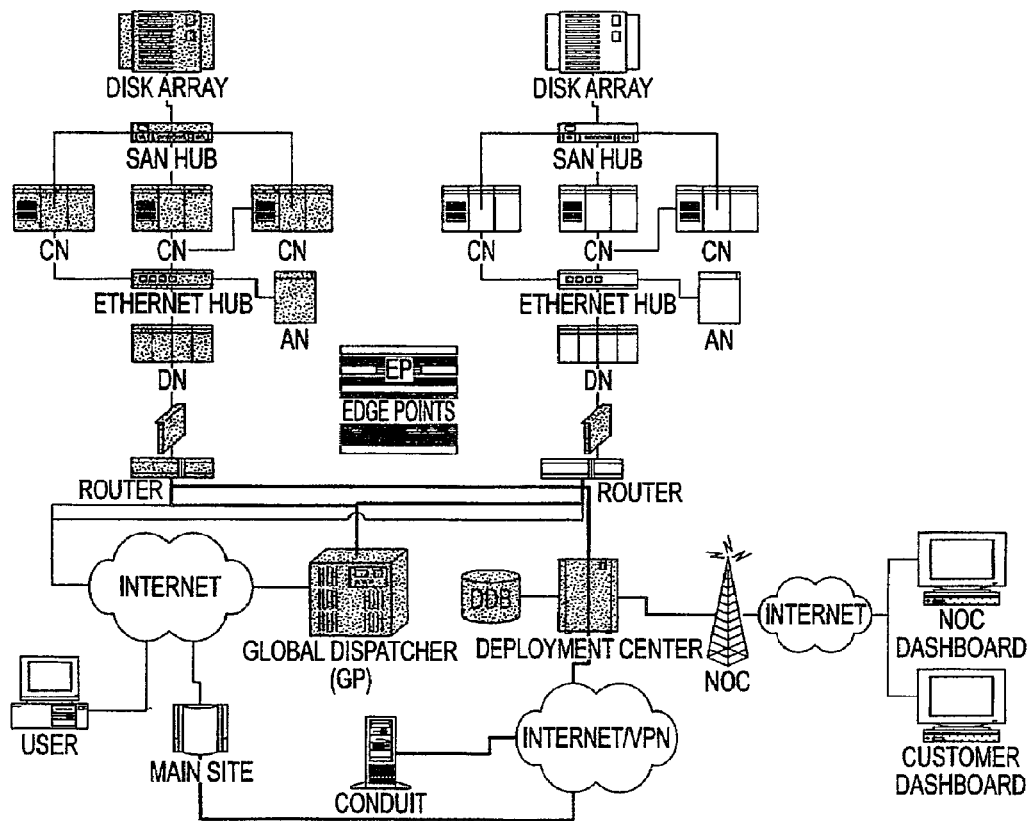 DISK ARRAY
DISK ARRAY
SAN HUB
SAN HUB
CN
CN
CN
CN
CN
CN
ETHERNET HUB
ETHERNET HUB
AN
AN
DN
DN
EP
EDGE POINTS
ROUTER
ROUTER
INTERNET
GLOBAL DISPATCHER
(GP)
DDB
DEPLOYMENT CENTER
N
NOC
INTERNET
NOC
DASHBOARD
CUSTOMER
DASHBOARD
USER
MAIN SITE
CONDUIT
INTERNET/VPN